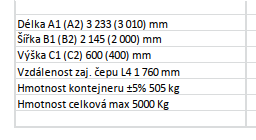 Délka A1 (A2) 3 233 (3 010) mm
Šířka B1 (B2) 2 145 (2 000) mm
Výška C1 (C2) 600 (400) mm
Vzdálenost zaj. čepu L4 1 760 mm
Hmotnost kontejneru ±5% 505 kg
Hmotnost celková max 5000 Kg